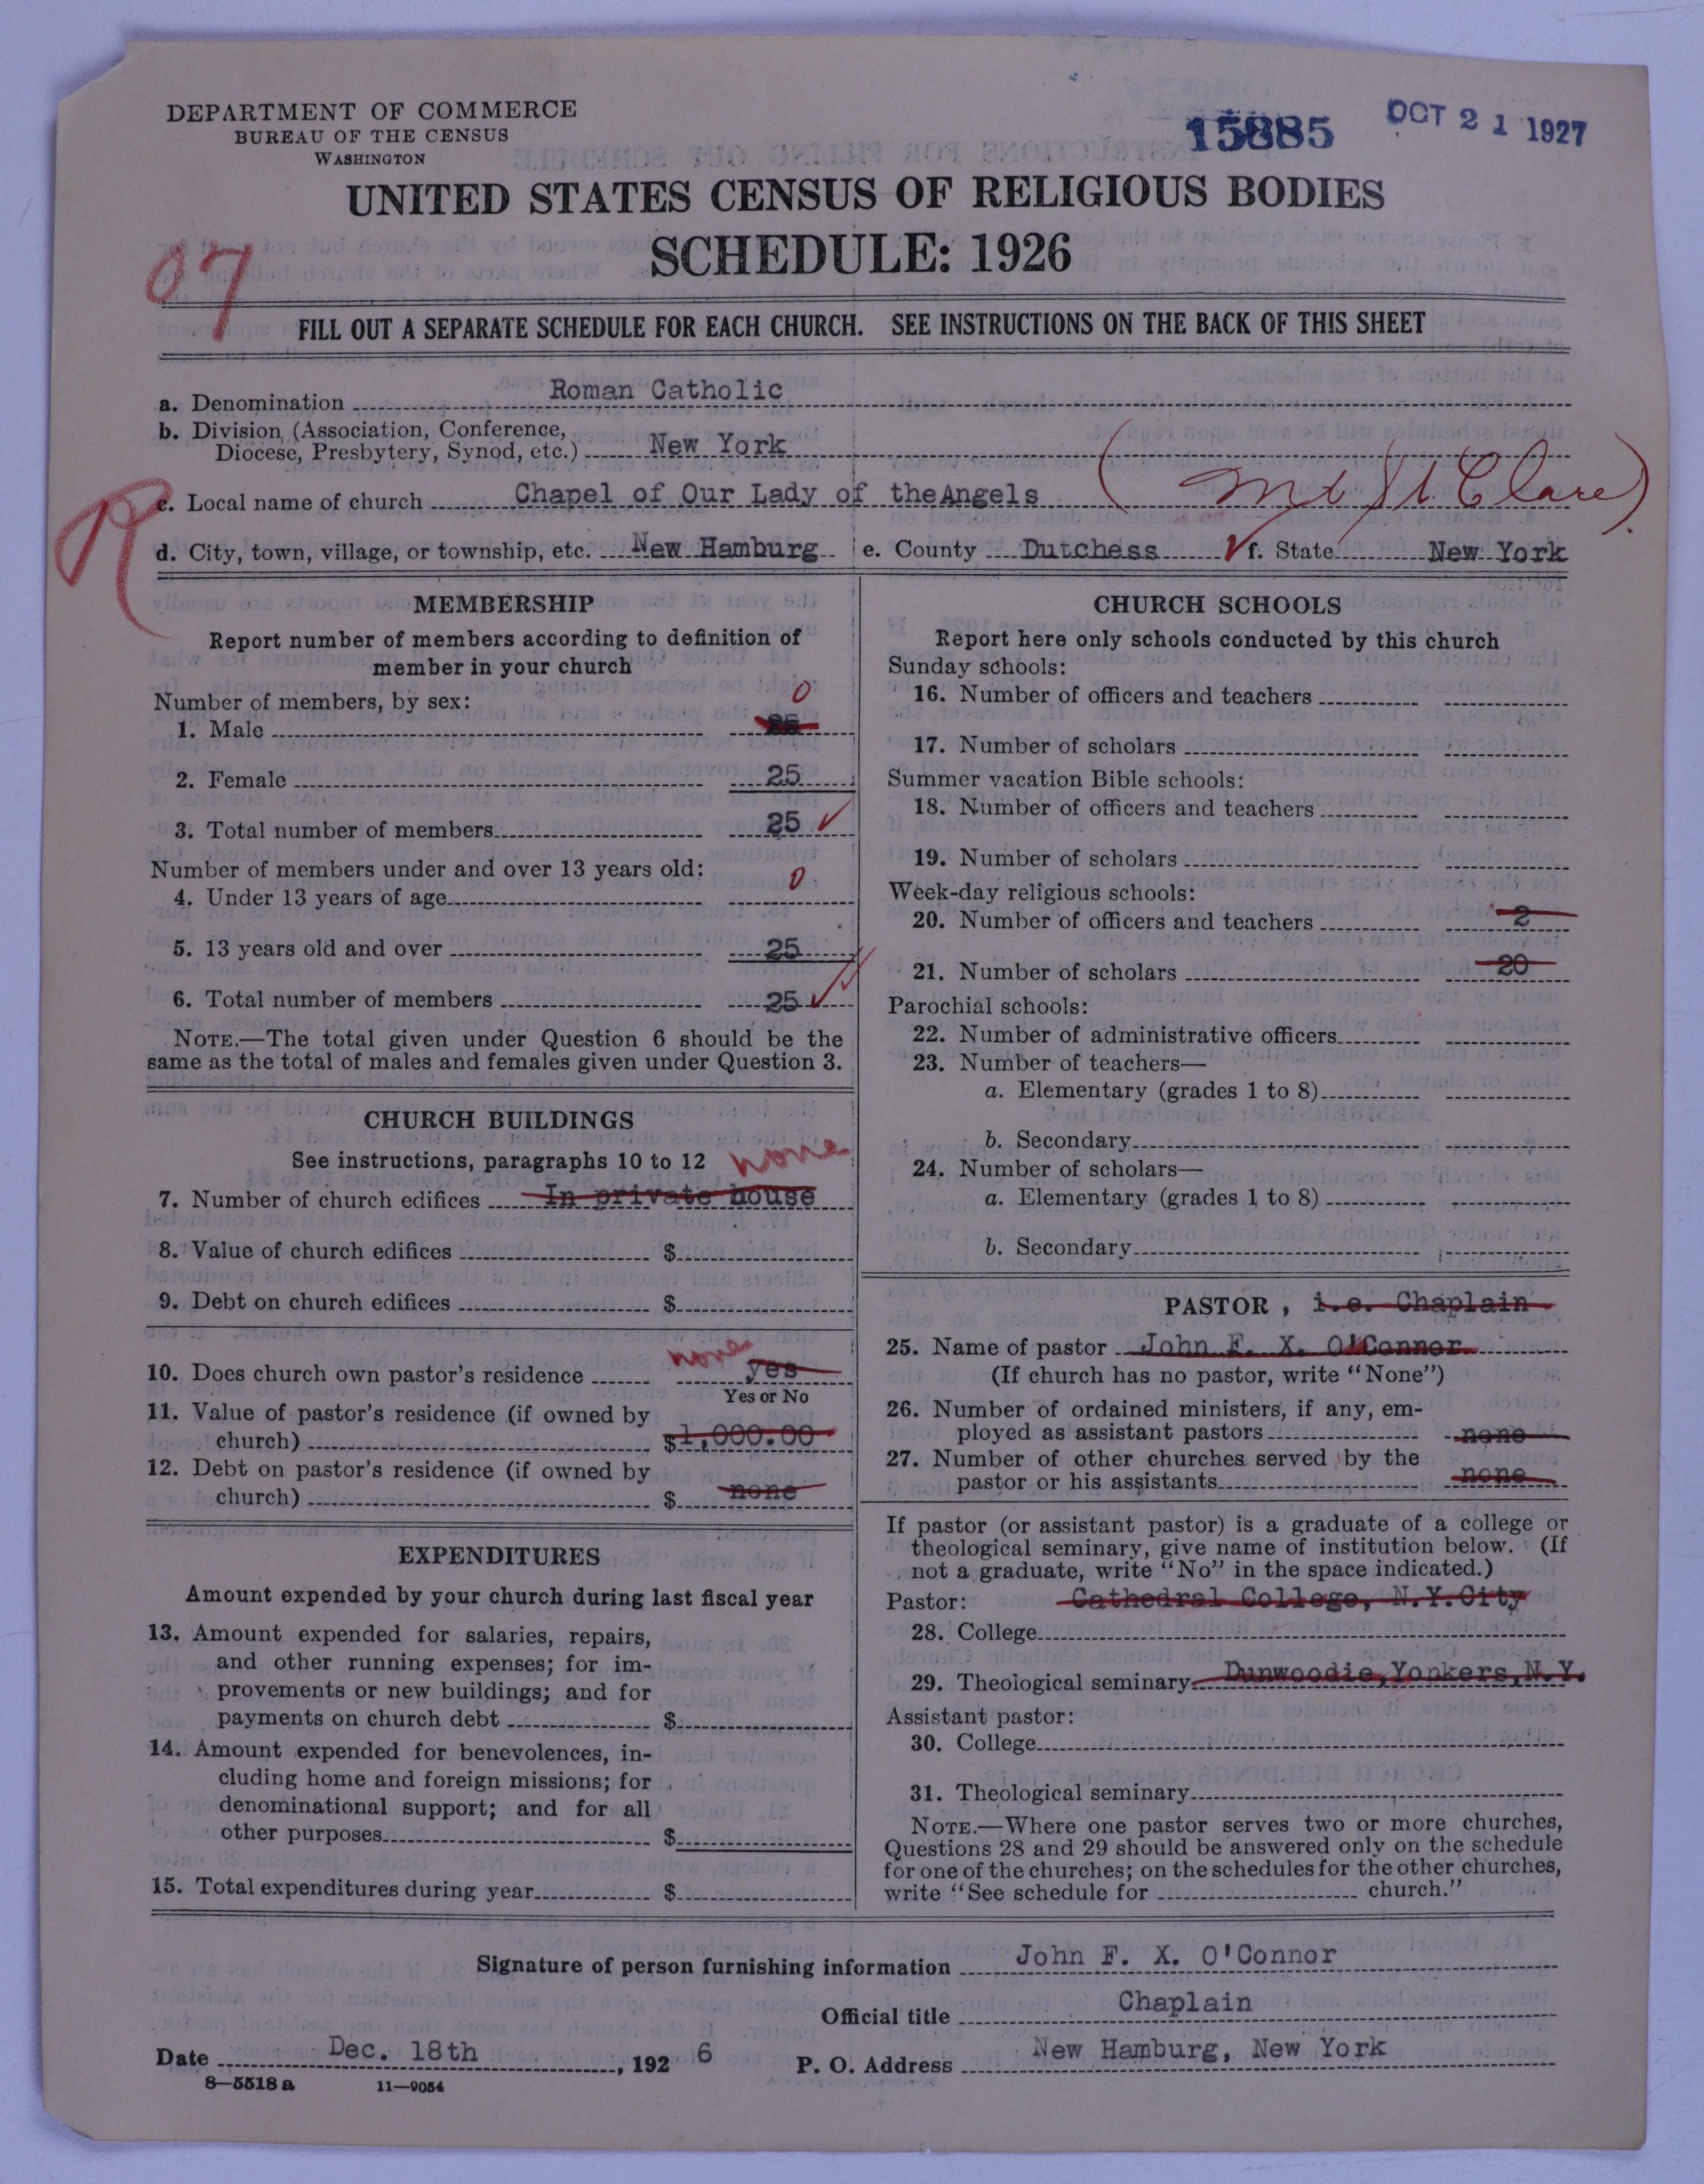 DEPARTMENT OF COMMERCE
BUREAU OF THE CENSUS
WASHINGTON
15885 OCT 21 1927
UNITED STATES CENSUS OF RELIGIOUS BODIES
SCHEDULE: 1926
07
FILL OUT A SEPARATE SCHEDULE FOR EACH CHURCH. SEE INSTRUCTIONS ON THE BACK OF THIS SHEET
a. Denomination Roman Catholic
b. Division (Association, Conference,
Diocese, Presbytery, Synod, etc.) New York
R
c. Local name of church Chapel of Our Lady of theAngels (Mt St. Clare)
d. City, town, village, or township, etc. New Hamburg e. County Dutchess f. State New York
MEMBERSHIP
Report number of members according to definition of
member in your church
Number of members, by sex: 0
1. Male
2. Female 25
3. Total number of members 25
Number of members under and over 13 years old: 0
4. Under 13 years of age
5. 13 years old and over 25
6. Total number of members 25
NOTE.—The total given under Question 6 should be the
same as the total of males and females given under Question 3.
CHURCH BUILDINGS
See instructions, paragraphs 10 to 12 none
7. Number of church edifices In private house
8. Value of church edifices $
9. Debt on church edifices $
none
10. Does church own pastor's residence yes
Yes or No
11. Value of pastor's residence (if owned by
church) $1,000.00
12. Debt on pastor's residence (if owned by
church) $ none
EXPENDITURES
Amount expended by your church during last fiscal year
13. Amount expended for salaries, repairs,
and other running expenses; for im-
provements or new buildings; and for
payments on church debt $
14. Amount expended for benevolences, in-
cluding home and foreign missions; for
denominational support; and for all
other purposes $
15. Total expenditures during year $
CHURCH SCHOOLS
Report here only schools conducted by this church
Sunday schools:
16. Number of officers and teachers
17. Number of scholars
Summer vacation Bible schools:
18. Number of officers and teachers
19. Number of scholars
Week-day religious schools:
20. Number of officers and teachers 2
21. Number of scholars 20
Parochial schools:
22. Number of administrative officers
23. Number of teachers—
a. Elementary (grades 1 to 8)
b. Secondary
24. Number of scholars—
a. Elementary (grades 1 to 8)
b. Secondary
PASTOR, i.e. Chaplain
25. Name of pastor John F. X. O'Connor
(If church has no pastor, write "None")
26. Number of ordained ministers, if any, em-
ployed as assistant pastors none
27. Number of other churches served by the
pastor or his assistants none
If pastor (or assistant pastor) is a graduate of a college or
theological seminary, give name of institution below. (If
not a graduate, write "No" in the space indicated.)
Pastor: Cathedral College, N.Y.City
28. College
29. Theological seminary Dunwoodie,Yonkers,N.Y.
Assistant pastor:
30. College
31. Theological seminary
NOTE.—Where one pastor serves two or more churches,
Questions 28 and 29 should be answered only on the schedule
for one of the churches; on the schedules for the other churches,
write "See schedule for church."
Signature of person furnishing information John F. X. O'Connor
Official title Chaplain
Date Dec. 18th, 1926 P. O. Address New Hamburg, New York
8—5518 a 11—9054